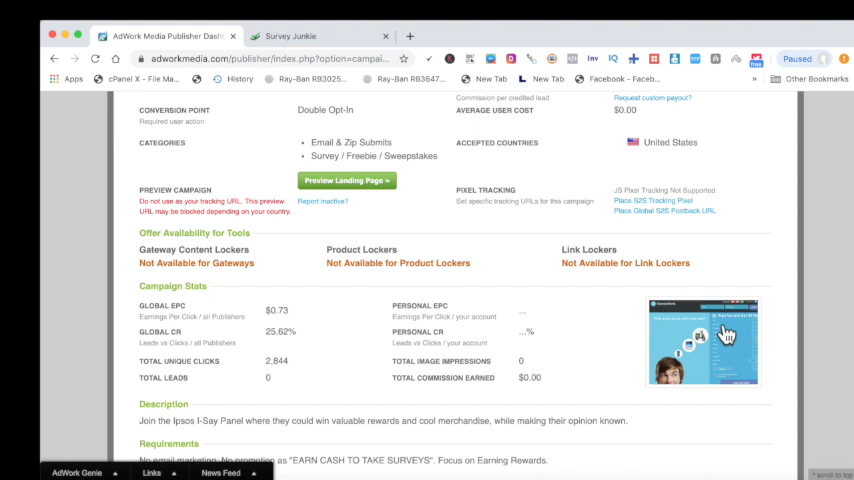 AdWork Media Publisher Dash
Survey Junkie
adworkmedia.com/publisher/index.php?option=campai...
Inv
IQ
TFF
free
Paused
Apps
cPanel X - File Ma...
History
Ray-Ban RB3025...
Ray-Ban RB3647...
New Tab
New Tab
Facebook - Faceb...
Other Bookmarks
Commission per credited lead
Request custom payout?
CONVERSION POINT
Double Opt-In
AVERAGE USER COST
$0.00
Required user action
CATEGORIES
• Email & Zip Submits
ACCEPTED COUNTRIES
United States
• Survey / Freebie / Sweepstakes
Preview Landing Page »
PREVIEW CAMPAIGN
PIXEL TRACKING
JS Pixel Tracking Not Supported
Do not use as your tracking URL. This preview
Report inactive?
Set specific tracking URLs for this campaign
Place S2S Tracking Pixel
URL may be blocked depending on your country.
Place Global S2S Postback URL
Offer Availability for Tools
Gateway Content Lockers
Product Lockers
Link Lockers
Not Available for Gateways
Not Available for Product Lockers
Not Available for Link Lockers
Campaign Stats
GLOBAL EPC
$0.73
PERSONAL EPC
...
Earnings Per Click / all Publishers
Earnings Per Click / your account
GLOBAL CR
25.62%
PERSONAL CR
...%
Leads vs Clicks / all Publishers
Leads vs Clicks / your account
TOTAL UNIQUE CLICKS
2,844
TOTAL IMAGE IMPRESSIONS
0
TOTAL LEADS
0
TOTAL COMMISSION EARNED
$0.00
Description
Join the Ipsos I-Say Panel where they could win valuable rewards and cool merchandise, while making their opinion known.
Requirements
No email marketing. No promotion as "EARN CASH TO TAKE SURVEYS". Focus on Earning Rewards.
AdWork Genie
Links
News Feed
^ scroll to top